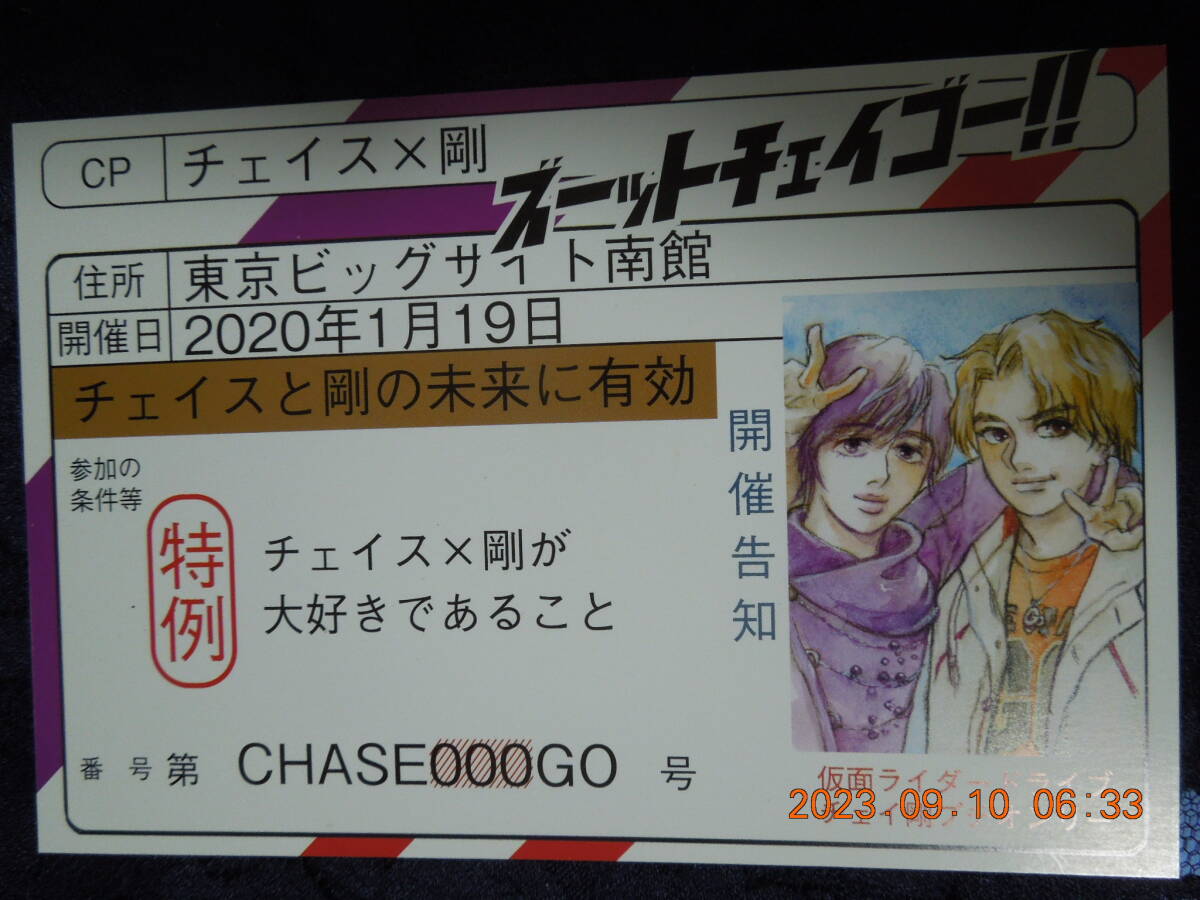 CP チェイス×剛
ズーットチェイゴー!!
住所 東京ビッグサイト南館
開催日 2020年1月19日
チェイスと剛の未来に有効
参加の
条件等
特例
チェイス×剛が
大好きであること
開催告知
番号 第 CHASE000GO 号
仮面ライダードライブ
2023.09.10 06:33